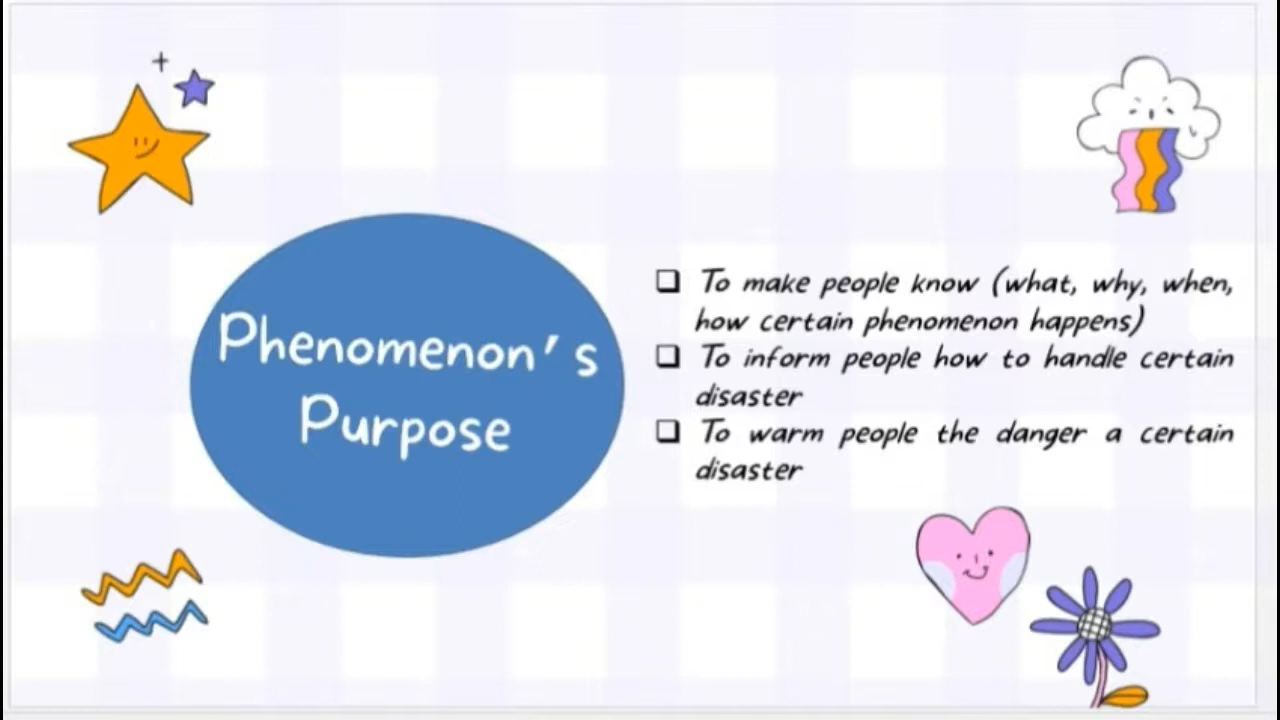 Phenomenon's
Purpose
❑ To make people know (what, why, when,
how certain phenomenon happens)
❑ To inform people how to handle certain
disaster
❑ To warm people the danger a certain
disaster